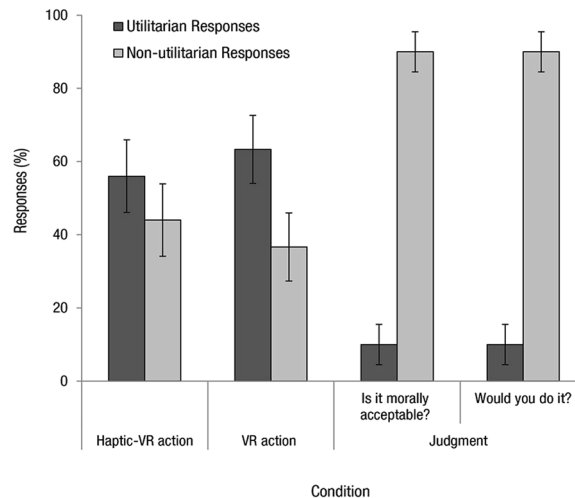 Utilitarian Responses
Non-utilitarian Responses
Responses (%)
100
80
60
40
20
0
Is it morally
acceptable?
Would you do it?
Haptic-VR action
VR action
Judgment
Condition